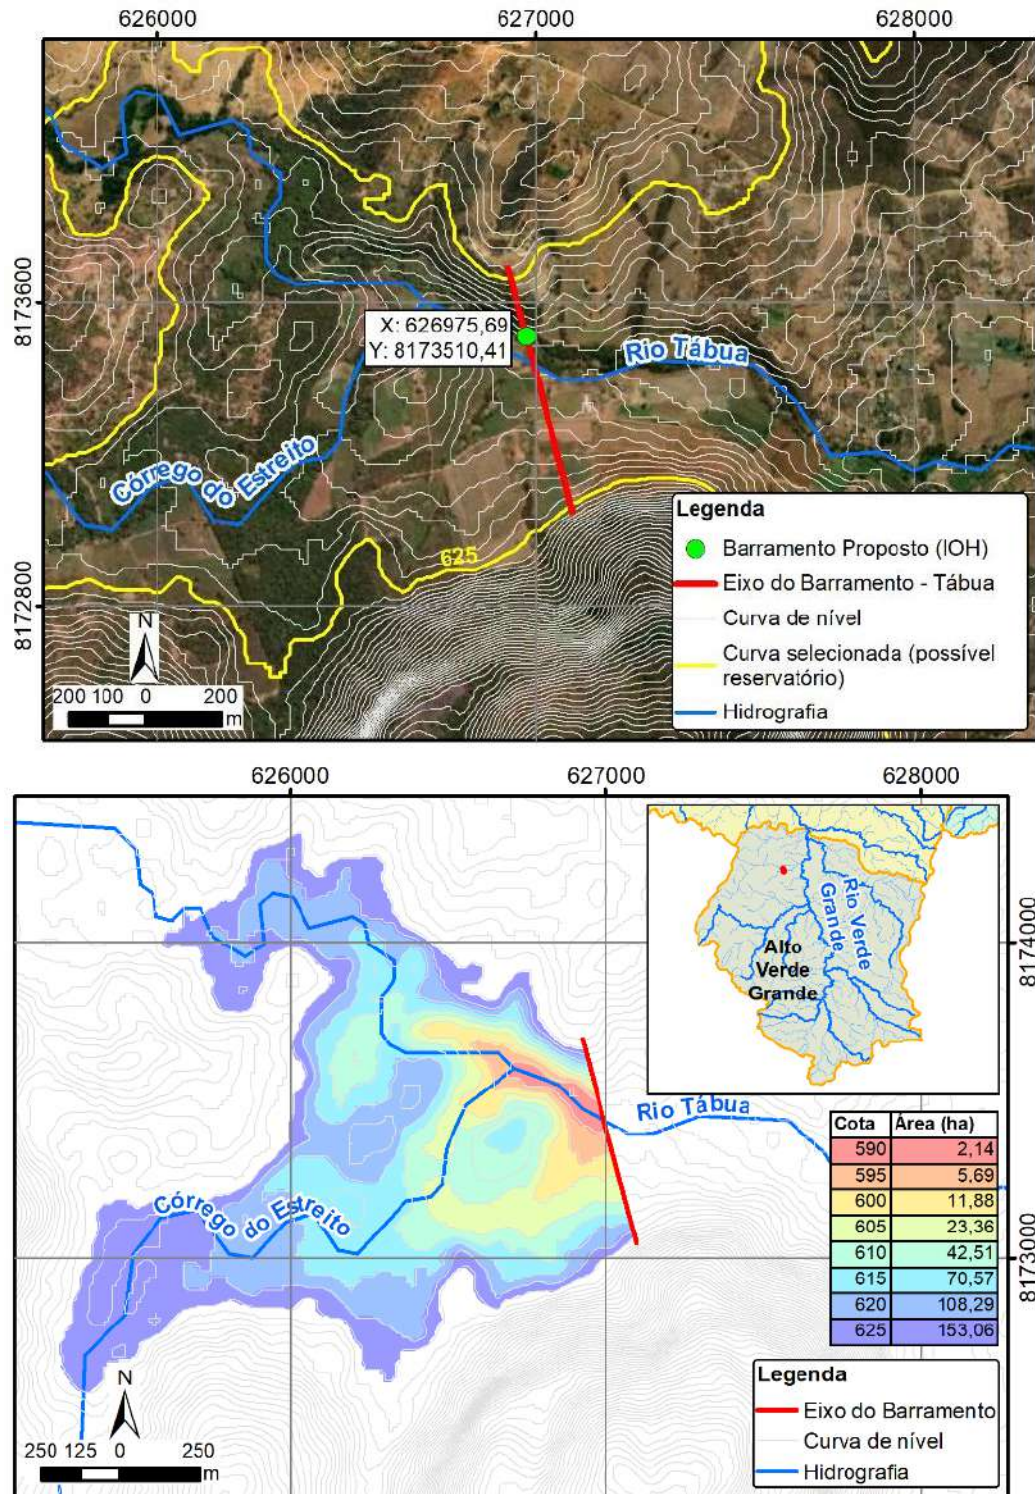 626000 627000 628000
8173600
8172800
X: 626975,69
Y: 8173510,41
Rio Tábua
Córrego do Estreito
625
Legenda
Barramento Proposto (IOH)
Eixo do Barramento - Tábua
Curva de nível
Curva selecionada (possível
reservatório)
Hidrografia
N
200 100 0 200
m
626000 627000 628000
8174000
8173000
Rio Verde
Grande
Alto
Verde
Grande
Rio Tábua
Córrego do Estreito
Cota Área (ha)
590 2,14
595 5,69
600 11,88
605 23,36
610 42,51
615 70,57
620 108,29
625 153,06
N
250 125 0 250
m
Legenda
Eixo do Barramento
Curva de nível
Hidrografia